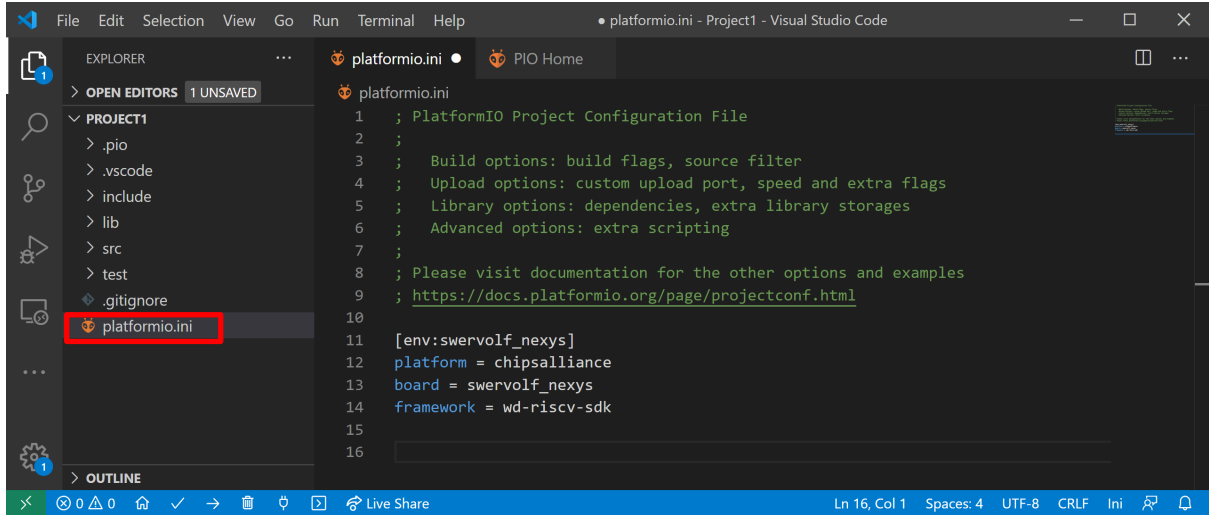 File Edit Selection View Go Run Terminal Help ● platformio.ini - Project1 - Visual Studio Code
EXPLORER ...
OPEN EDITORS 1 UNSAVED
PROJECT1
.pio
.vscode
include
lib
src
test
.gitignore
platformio.ini
OUTLINE
platformio.ini ● PIO Home
platformio.ini
1 ; PlatformIO Project Configuration File
2 ;
3 ;   Build options: build flags, source filter
4 ;   Upload options: custom upload port, speed and extra flags
5 ;   Library options: dependencies, extra library storages
6 ;   Advanced options: extra scripting
7 ;
8 ; Please visit documentation for the other options and examples
9 ; https://docs.platformio.org/page/projectconf.html
10
11 [env:swervolf_nexys]
12 platform = chipsalliance
13 board = swervolf_nexys
14 framework = wd-riscv-sdk
15
16
1
1
0 0 Live Share Ln 16, Col 1 Spaces: 4 UTF-8 CRLF Ini